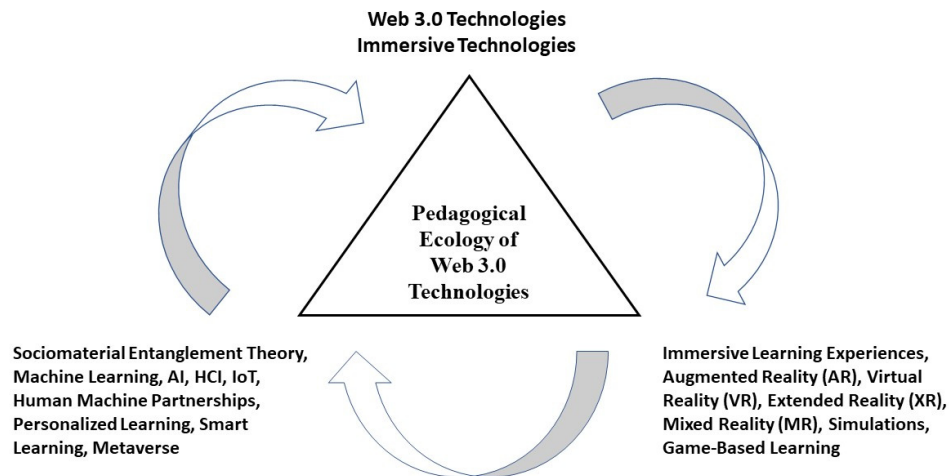 Web 3.0 Technologies
Immersive Technologies
Pedagogical
Ecology of
Web 3.0
Technologies
Sociomaterial Entanglement Theory,
Machine Learning, AI, HCI, IoT,
Human Machine Partnerships,
Personalized Learning, Smart
Learning, Metaverse
Immersive Learning Experiences,
Augmented Reality (AR), Virtual
Reality (VR), Extended Reality (XR),
Mixed Reality (MR), Simulations,
Game-Based Learning